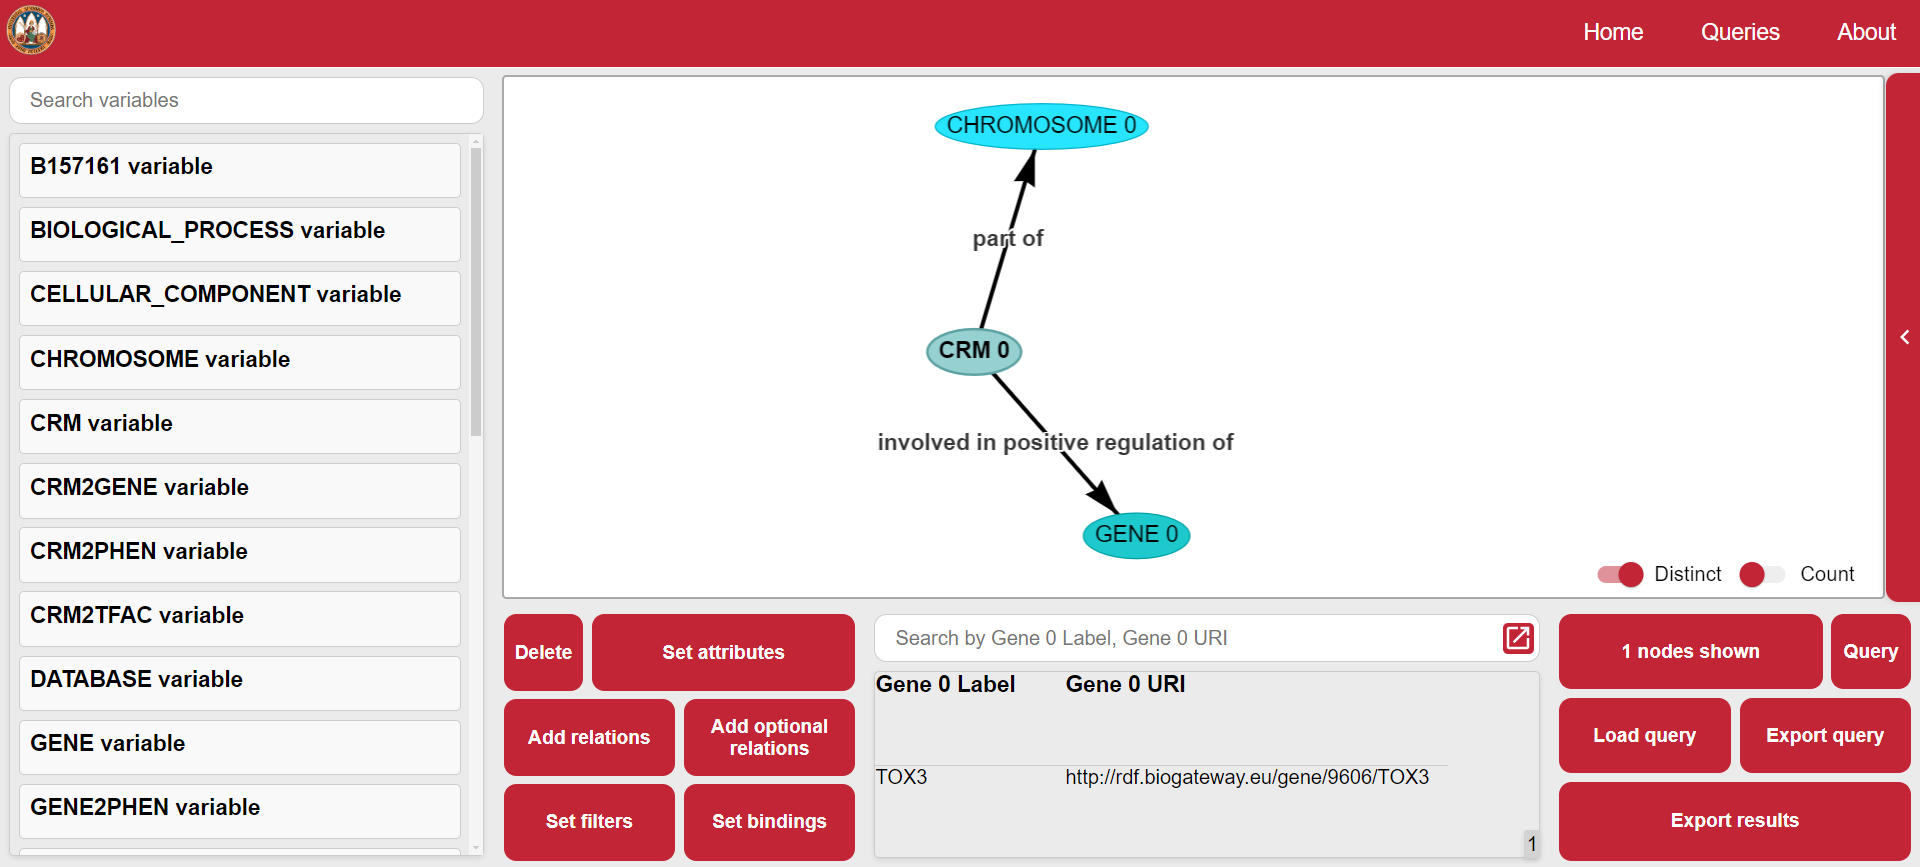 Home Queries About
Search variables
B157161 variable
BIOLOGICAL_PROCESS variable
CELLULAR_COMPONENT variable
CHROMOSOME variable
CRM variable
CRM2GENE variable
CRM2PHEN variable
CRM2TFAC variable
DATABASE variable
GENE variable
GENE2PHEN variable
CHROMOSOME 0
part of
CRM 0
involved in positive regulation of
GENE 0
Distinct Count
Delete
Set attributes
Add relations
Add optional
relations
Set filters
Set bindings
Search by Gene 0 Label, Gene 0 URI
Gene 0 Label Gene 0 URI
TOX3 http://rdf.biogateway.eu/gene/9606/TOX3
1
1 nodes shown
Query
Load query
Export query
Export results